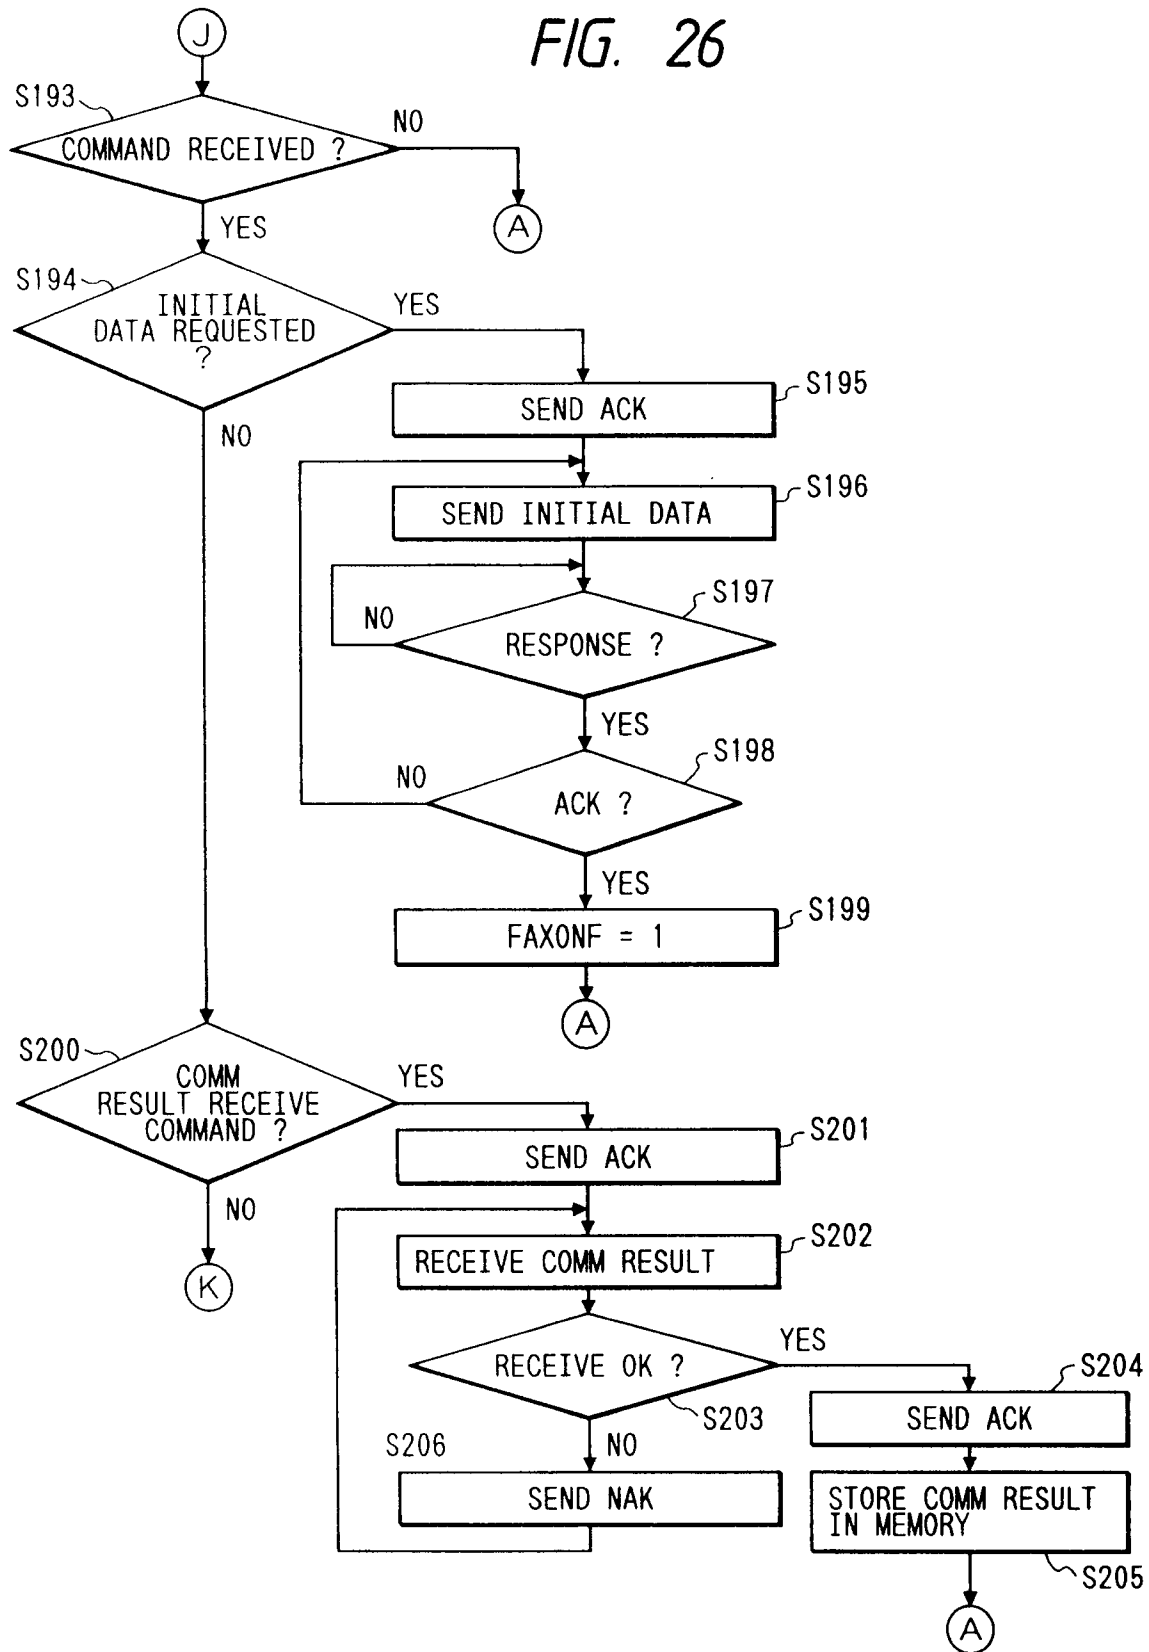 FIG. 26
J
S193
COMMAND RECEIVED ?
NO
A
YES
S194
INITIAL
DATA REQUESTED
?
YES
NO
S195
SEND ACK
S196
SEND INITIAL DATA
S197
RESPONSE ?
NO
YES
S198
ACK ?
NO
YES
S199
FAXONF = 1
A
S200
COMM
RESULT RECEIVE
COMMAND ?
YES
NO
K
S201
SEND ACK
S202
RECEIVE COMM RESULT
RECEIVE OK ?
YES
S203
NO
S204
SEND ACK
S206
SEND NAK
STORE COMM RESULT
IN MEMORY
S205
A